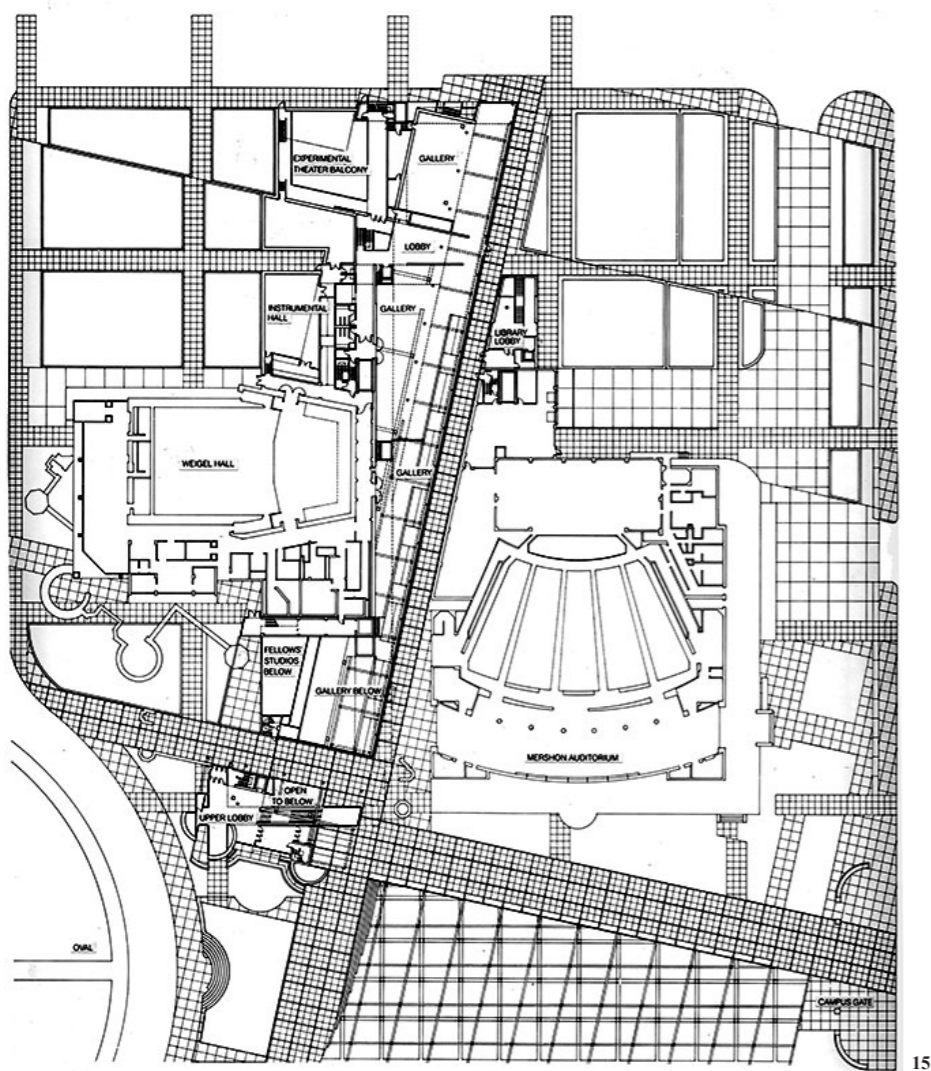 EXPERIMENTAL
THEATER BALCONY
GALLERY
LOBBY
INSTRUMENTAL
HALL
GALLERY
LIBRARY
LOBBY
WEIGEL HALL
GALLERY
FELLOWS'
STUDIOS
BELOW
GALLERY BELOW
MERSHON AUDITORIUM
OPEN
TO BELOW
UPPER LOBBY
OVAL
CAMPUS GATE
15